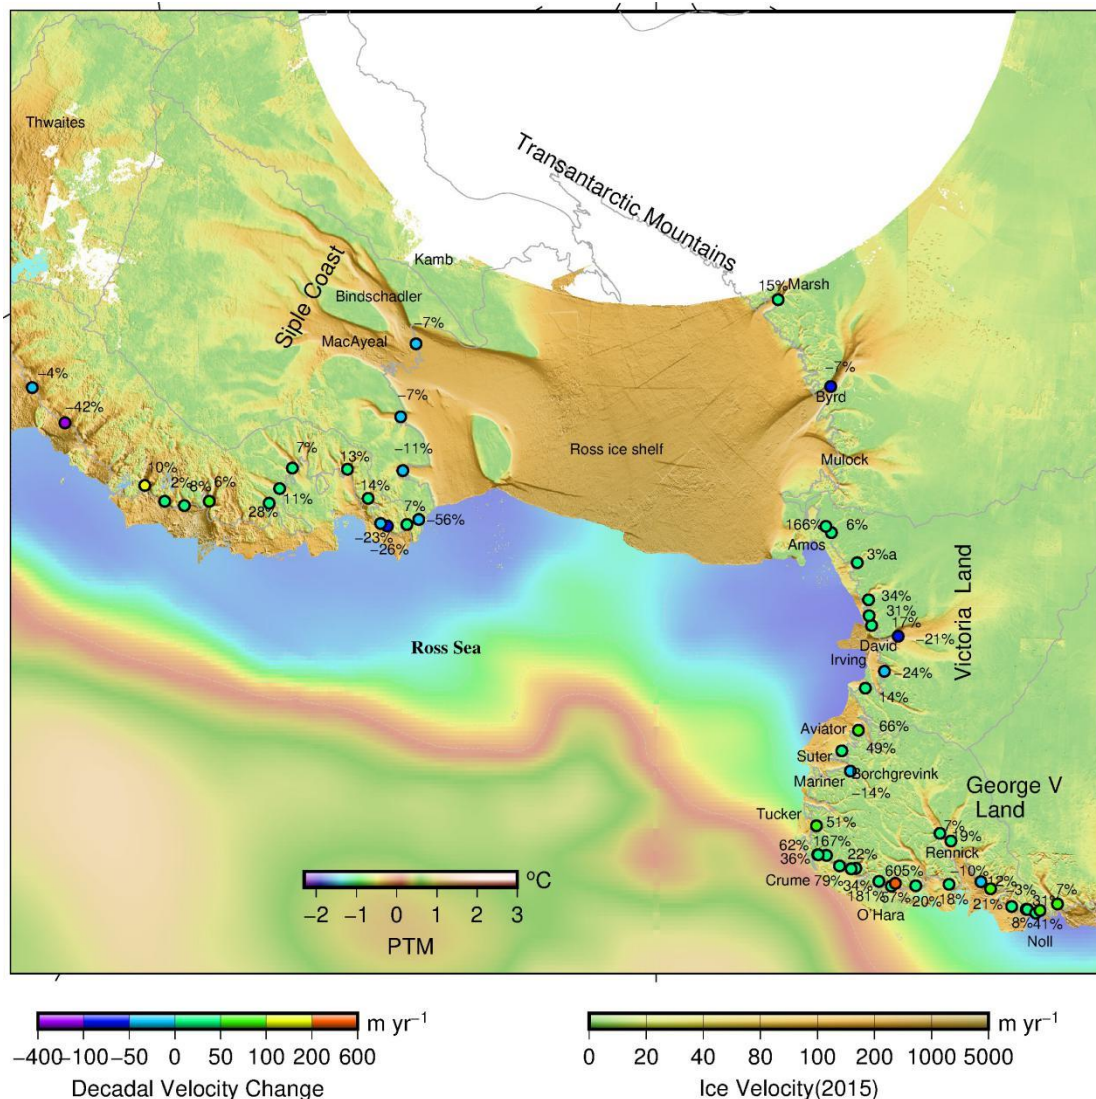 Thwaites
Transantarctic Mountains
Kamb
Siple Coast
Bindschadler
MacAyeal
15%
Marsh
−7%
−7%
Byrd
−4%
−42%
−7%
Ross ice shelf
Mulock
−11%
7%
13%
10%
2%
8%
6%
11%
28%
14%
7%
−56%
−23%
−26%
166%
6%
Amos
3%a
34%
31%
17%
David
−21%
Irving
−24%
Victoria Land
14%
Ross Sea
Aviator
66%
49%
Suter
Mariner
Borchgrevink
−14%
George V
Land
Tucker
51%
7%
9%
Rennick
62%
167%
36%
22%
Crume
79%
34%
605%
−10%
12%
181%
57%
20%
18%
21%
−3%
31%
7%
8%
41%
O'Hara
Noll
°C
−2 −1 0 1 2 3
PTM
m yr−1
−400 −100 −50 0 50 100 200 600
Decadal Velocity Change
m yr−1
0 20 40 80 100 200 1000 5000
Ice Velocity(2015)